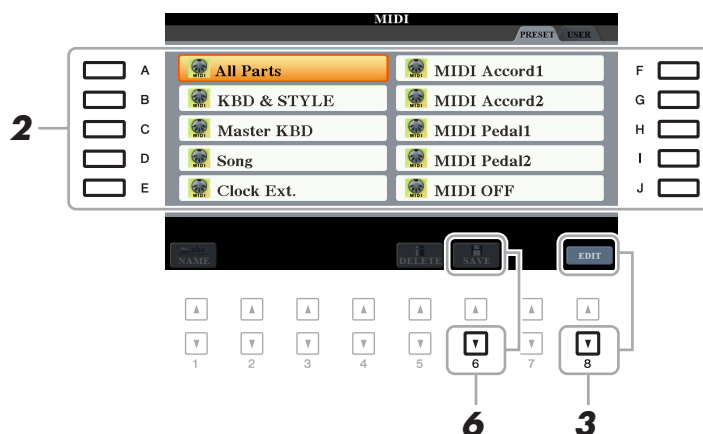 MIDI
PRESET USER
A All Parts MIDI Accord1 F
B KBD & STYLE MIDI Accord2 G
2 C Master KBD MIDI Pedal1 H
D Song MIDI Pedal2 I
E Clock Ext. MIDI OFF J
NAME DELETE SAVE EDIT
1 2 3 4 5 6 7 8
6 3